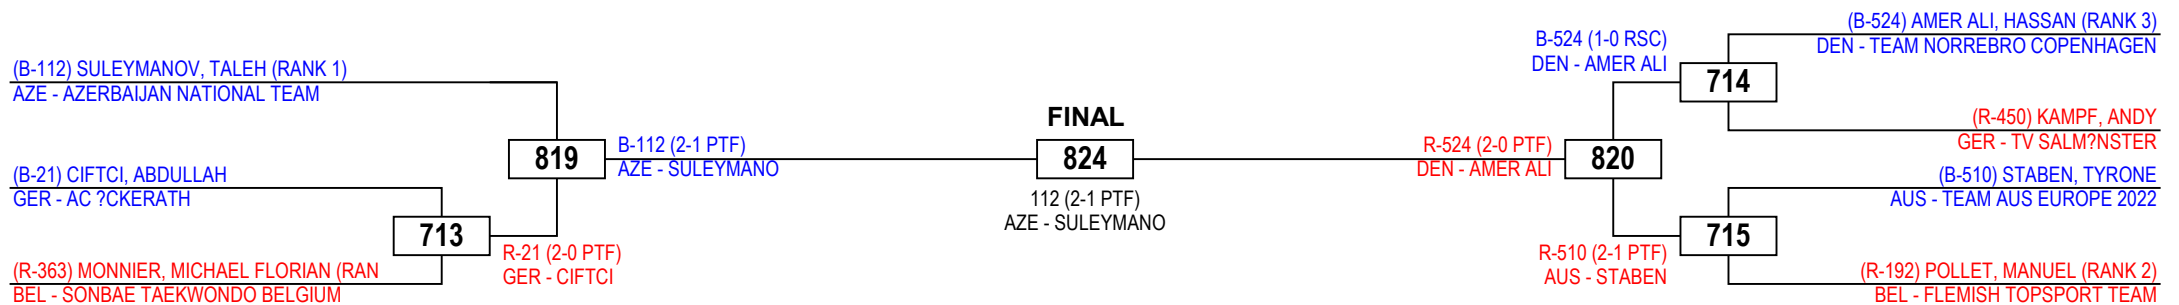 (B-112) SULEYMANOV, TALEH (RANK 1)
AZE - AZERBAIJAN NATIONAL TEAM
(B-21) CIFTCI, ABDULLAH
GER - AC ?CKERATH
(R-363) MONNIER, MICHAEL FLORIAN (RAN
BEL - SONBAE TAEKWONDO BELGIUM
713
R-21 (2-0 PTF)
GER - CIFTCI
819
B-112 (2-1 PTF)
AZE - SULEYMANO
FINAL
824
112 (2-1 PTF)
AZE - SULEYMANO
R-524 (2-0 PTF)
DEN - AMER ALI
820
B-524 (1-0 RSC)
DEN - AMER ALI
714
R-510 (2-1 PTF)
AUS - STABEN
715
(B-524) AMER ALI, HASSAN (RANK 3)
DEN - TEAM NORREBRO COPENHAGEN
(R-450) KAMPF, ANDY
GER - TV SALM?NSTER
(B-510) STABEN, TYRONE
AUS - TEAM AUS EUROPE 2022
(R-192) POLLET, MANUEL (RANK 2)
BEL - FLEMISH TOPSPORT TEAM